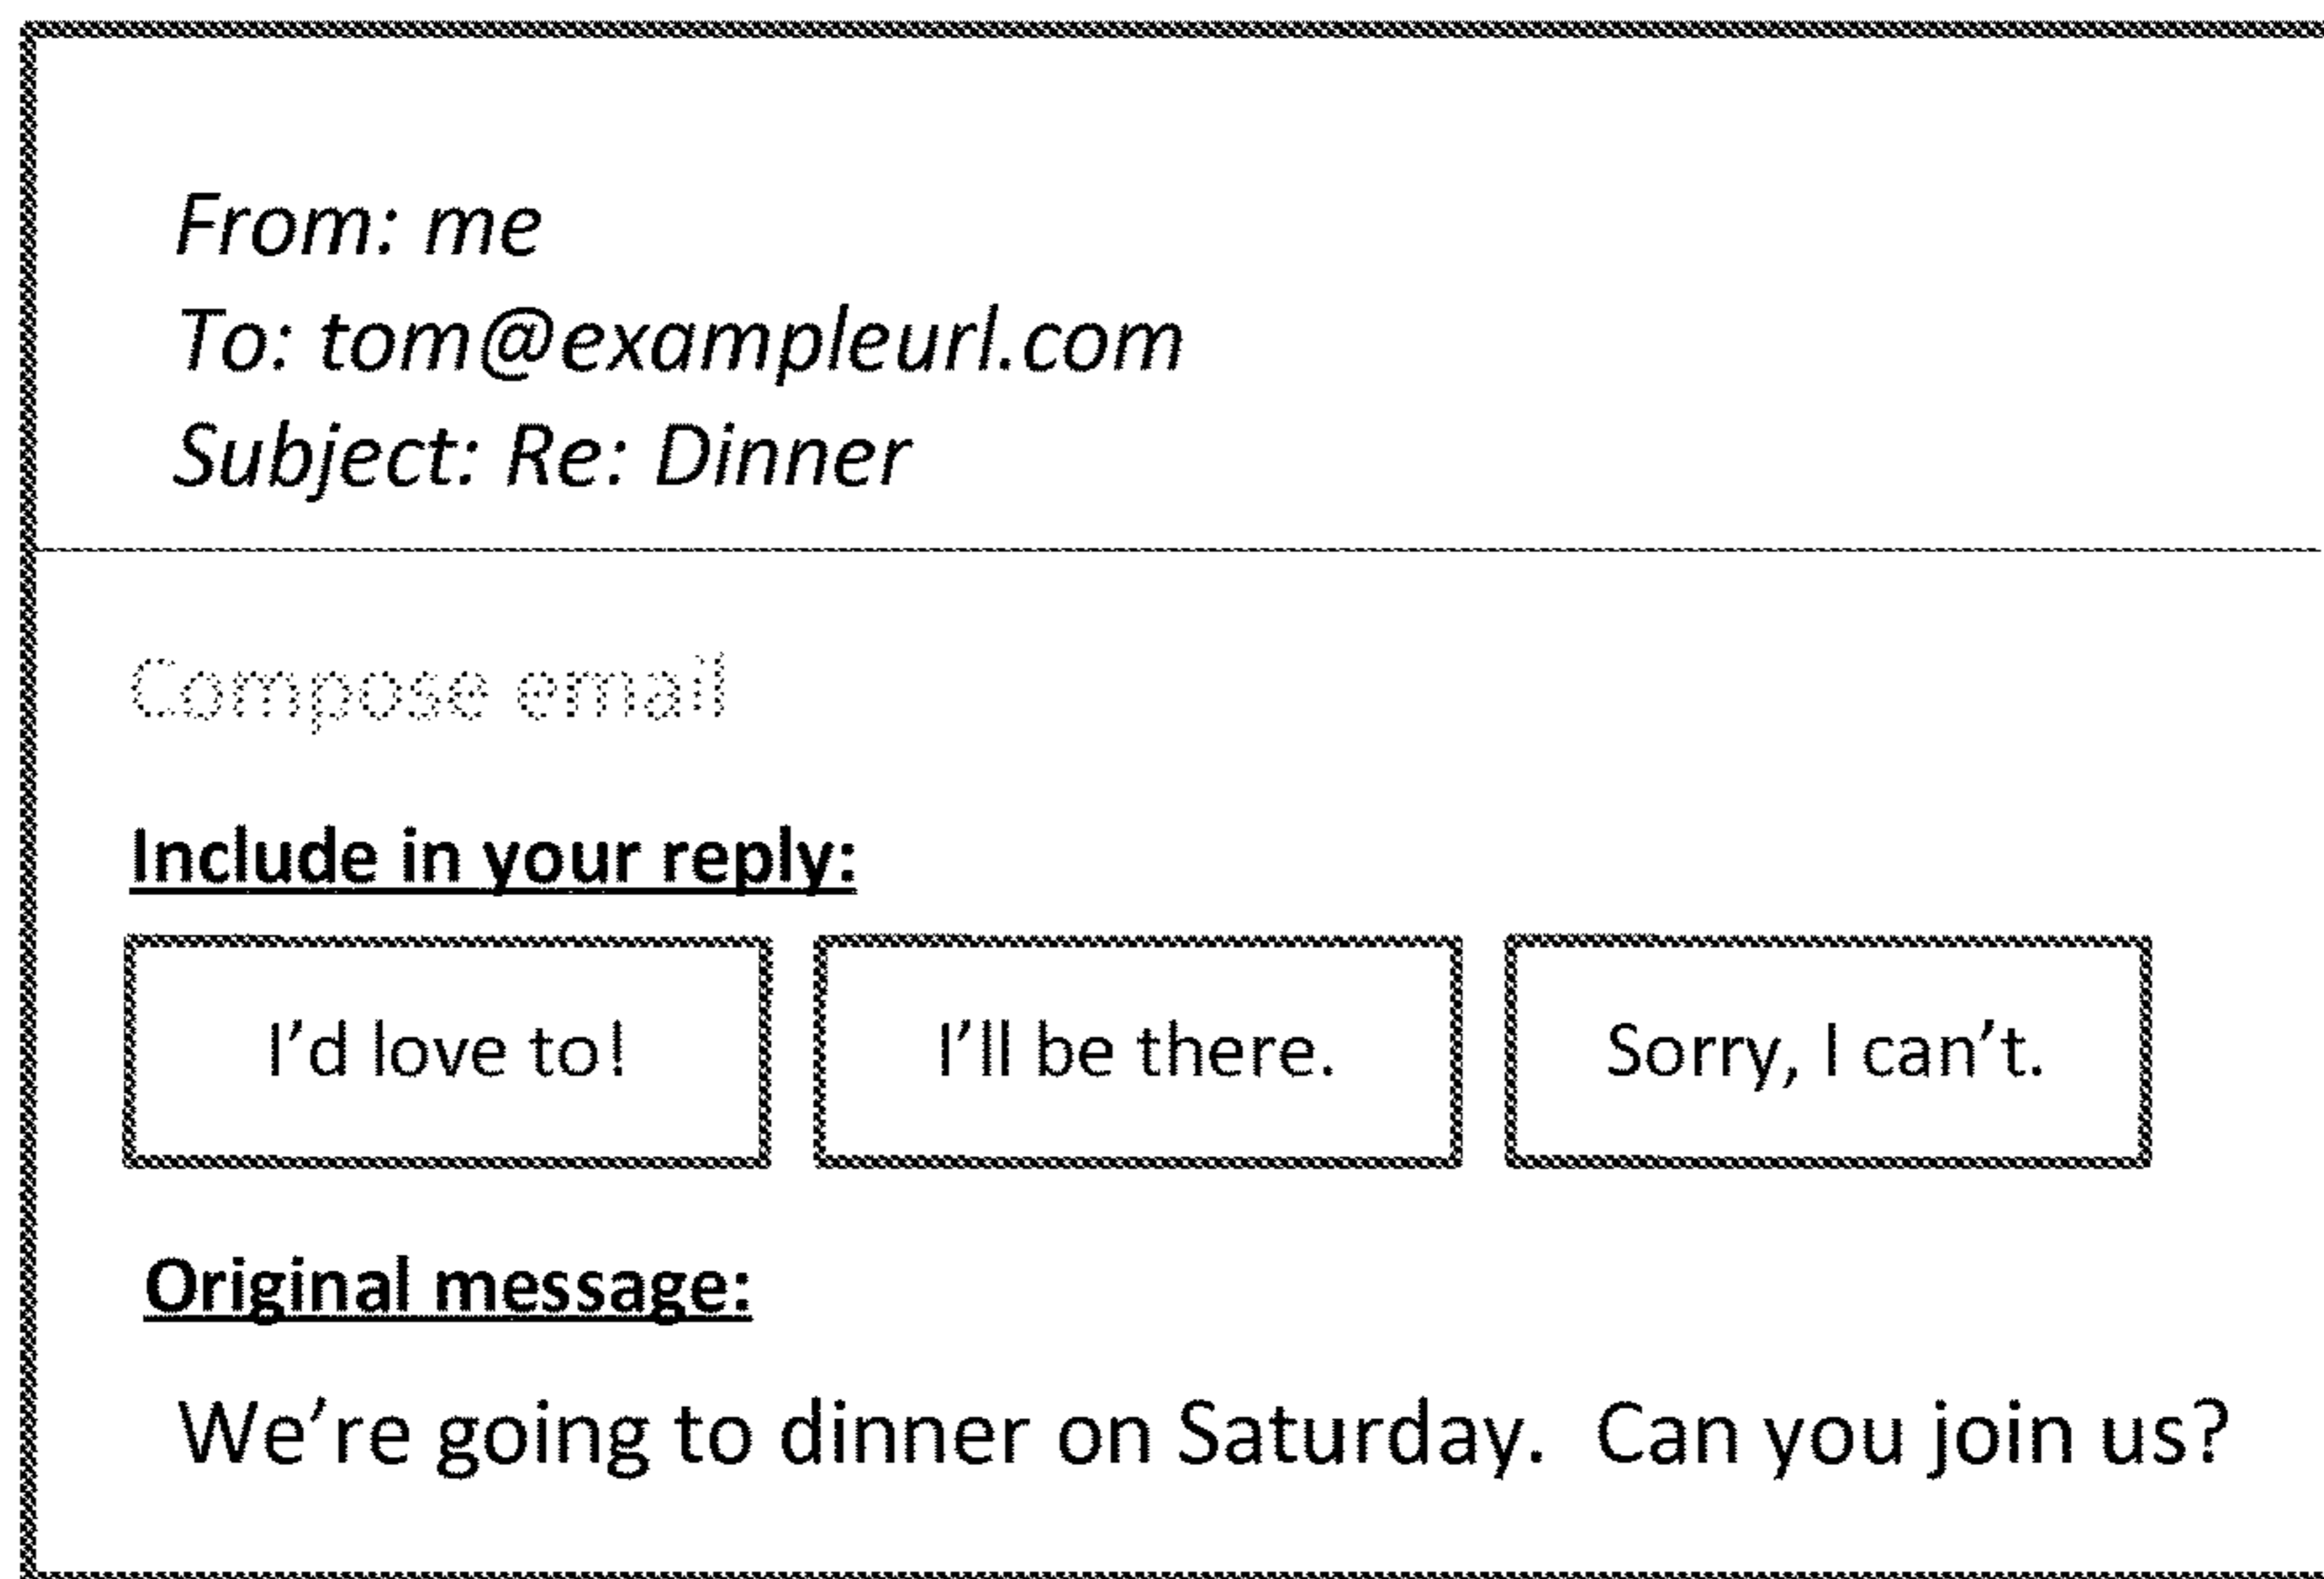 From: me
To: tom@exampleurl.com
Subject: Re: Dinner
Compose email
Include in your reply:
I'd love to! I'll be there. Sorry, I can't.
Original message:
We're going to dinner on Saturday.  Can you join us?